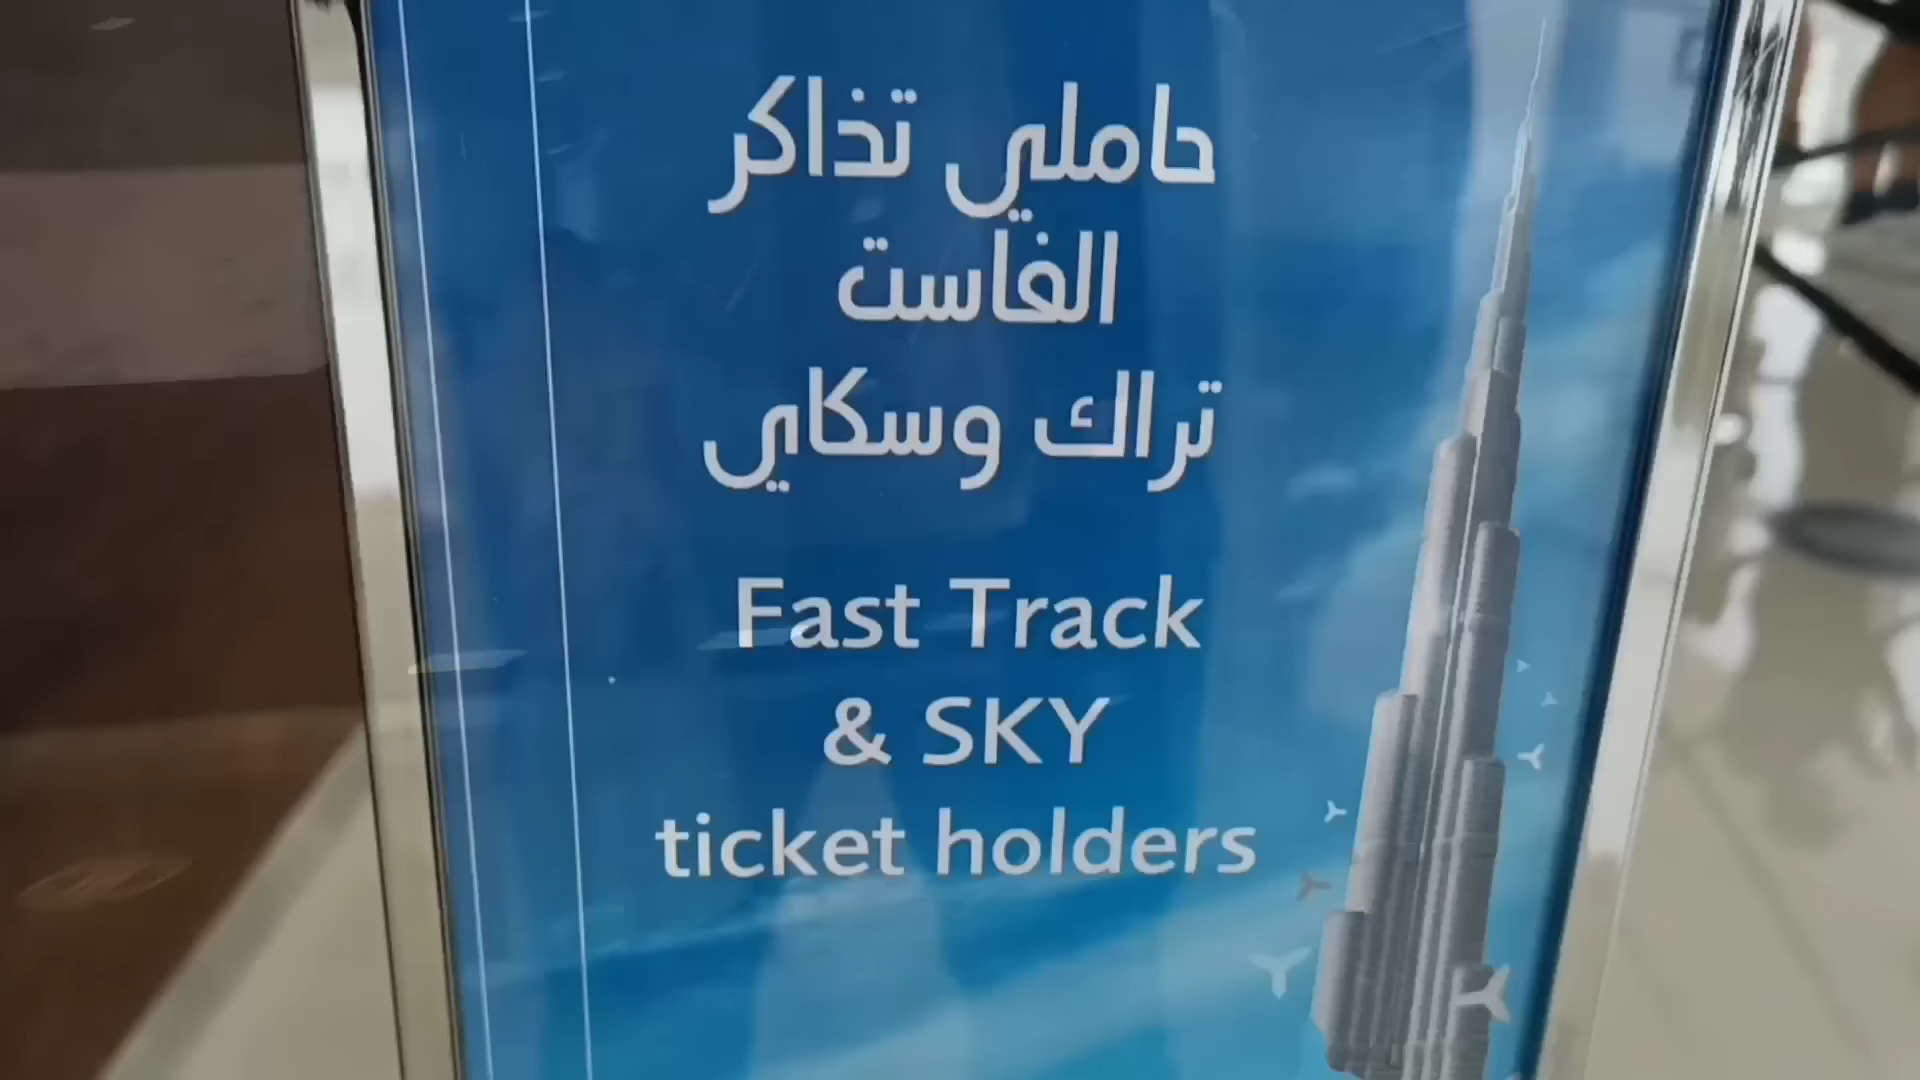 حاملي تذاكر
الفاست
تراك وسكاي
Fast Track
& SKY
ticket holders